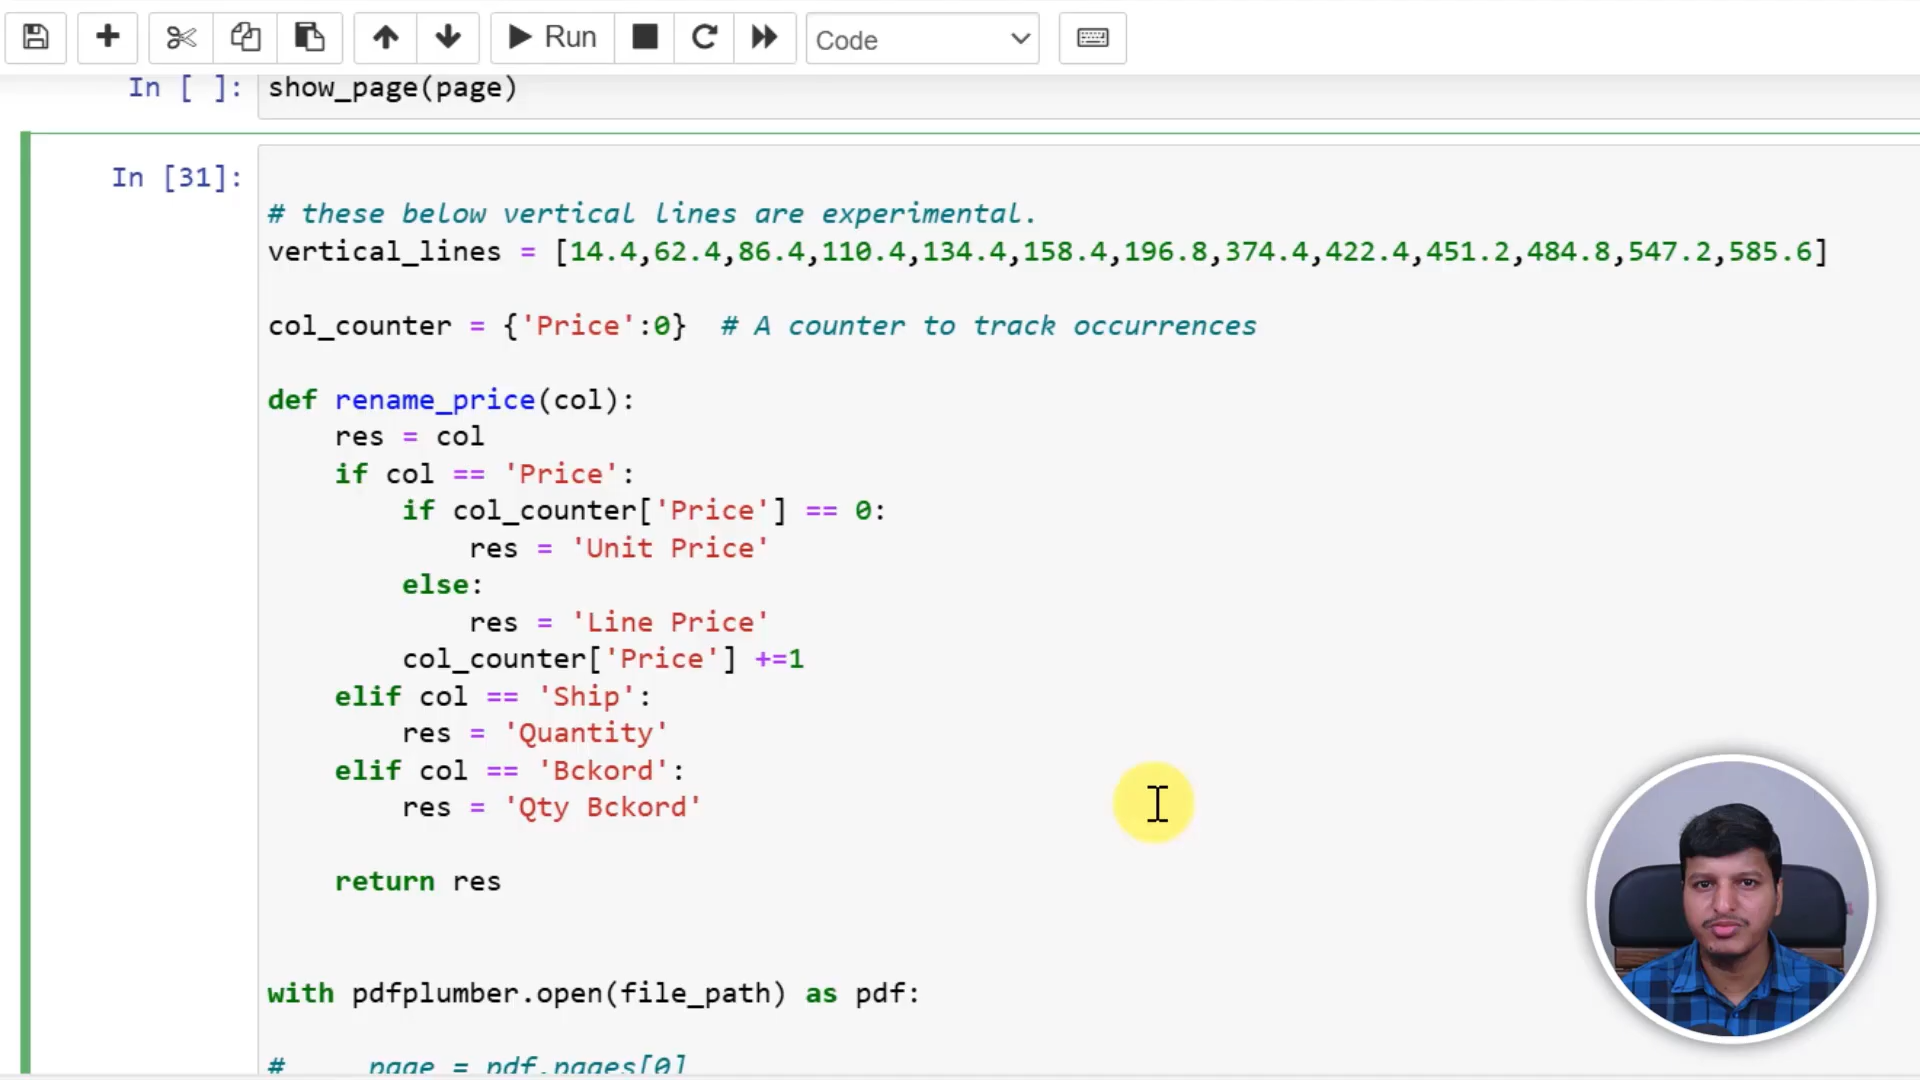 Run
Code
In [ ]:
show_page(page)
In [31]:
# these below vertical lines are experimental.
vertical_lines = [14.4,62.4,86.4,110.4,134.4,158.4,196.8,374.4,422.4,451.2,484.8,547.2,585.6]
col_counter = {'Price':0}  # A counter to track occurrences
def rename_price(col):
    res = col
    if col == 'Price':
        if col_counter['Price'] == 0:
            res = 'Unit Price'
        else:
            res = 'Line Price'
        col_counter['Price'] +=1
    elif col == 'Ship':
        res = 'Quantity'
    elif col == 'Bckord':
        res = 'Qty Bckord'
    return res
with pdfplumber.open(file_path) as pdf:
#     page = pdf.pages[0]